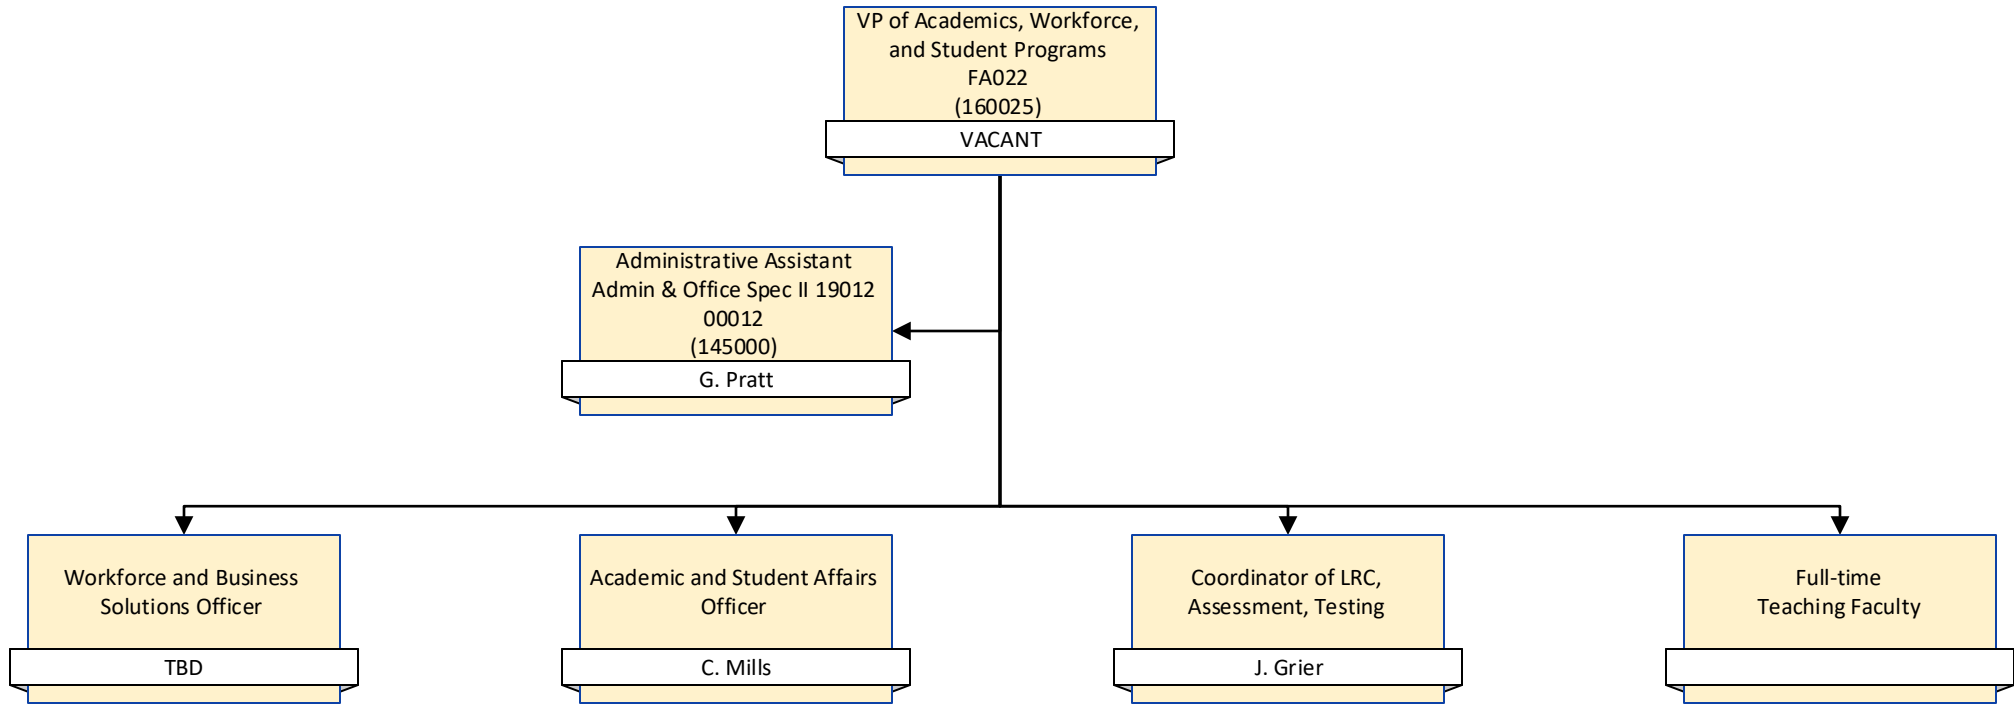 VP of Academics, Workforce,
and Student Programs
FA022
(160025)
VACANT
Administrative Assistant
Admin & Office Spec II 19012
00012
(145000)
G. Pratt
Workforce and Business
Solutions Officer
TBD
Academic and Student Affairs
Officer
C. Mills
Coordinator of LRC,
Assessment, Testing
J. Grier
Full-time
Teaching Faculty